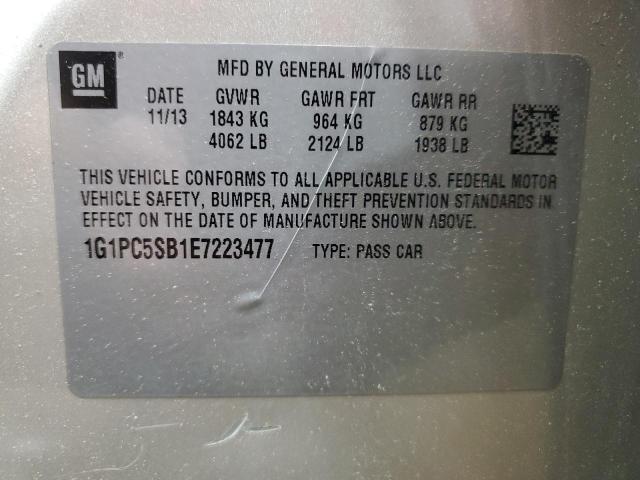 GM ®
MFD BY GENERAL MOTORS LLC
DATE GVWR GAWR FRT GAWR RR
11/13 1843 KG 964 KG 879 KG
4062 LB 2124 LB 1938 LB
THIS VEHICLE CONFORMS TO ALL APPLICABLE U.S. FEDERAL MOTOR
VEHICLE SAFETY, BUMPER, AND THEFT PREVENTION STANDARDS IN
EFFECT ON THE DATE OF MANUFACTURE SHOWN ABOVE.
1G1PC5SB1E7223477 TYPE: PASS CAR